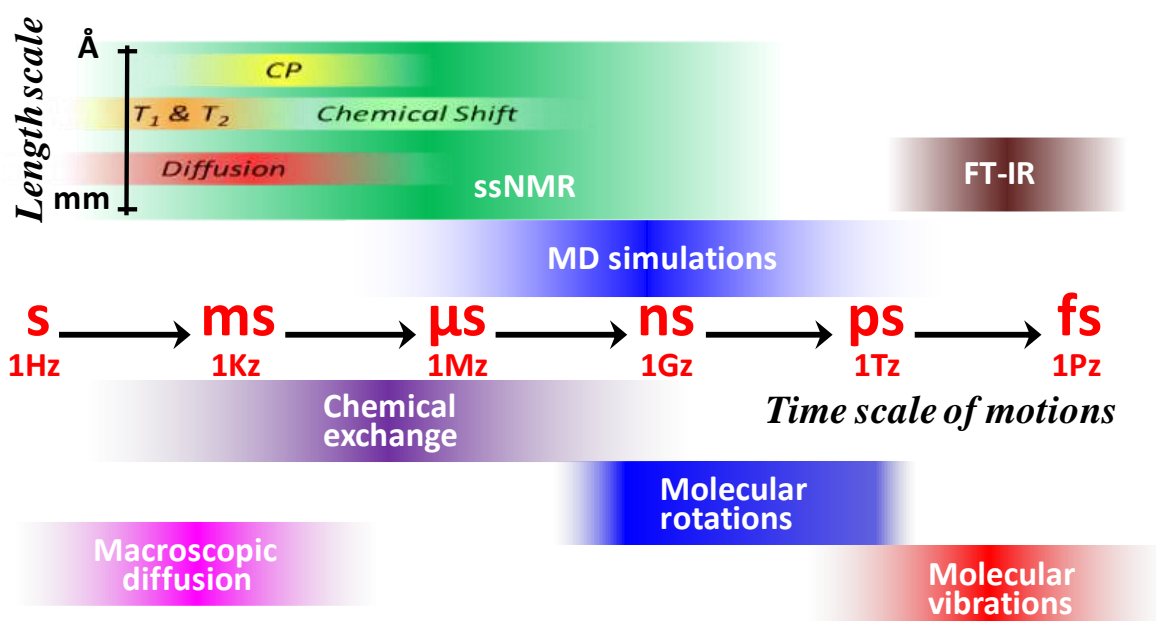 Length scale
Å
mm
CP
T1 & T2
Chemical Shift
Diffusion
ssNMR
FT-IR
MD simulations
s
ms
µs
ns
ps
fs
1Hz
1Kz
1Mz
1Gz
1Tz
1Pz
Chemical
exchange
Time scale of motions
Molecular
rotations
Macroscopic
diffusion
Molecular
vibrations